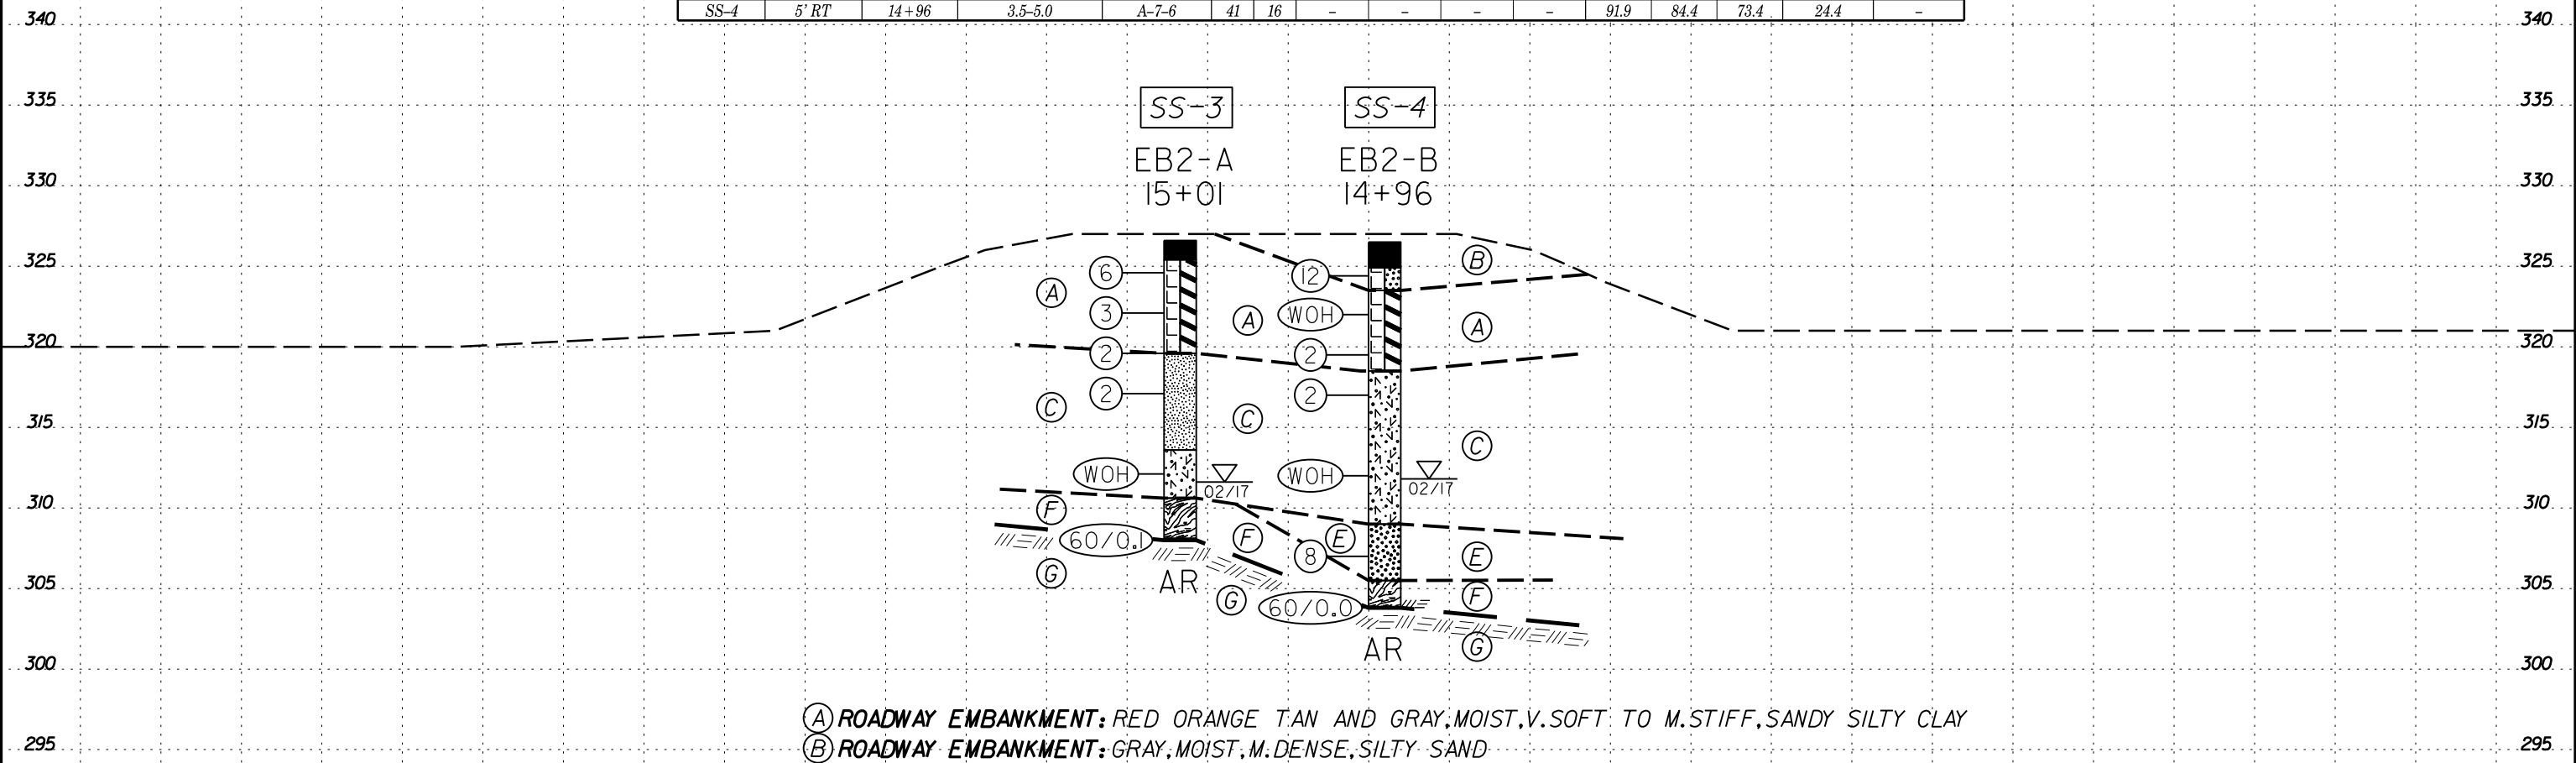 SS-4 5' RT 14+96 3.5-5.0 A-7-6 41 16 - - - - 91.9 84.4 73.4 24.4 -
340 340
335 335
SS-3 SS-4
EB2-A EB2-B
330 330
15+01 14+96
B
325 325
6 12
A
3 A WOH A
320 320
2 2
2 2
C
315 C 315
C
WOH WOH
02/17 02/17
310 F 310
60/0.1 F E
8 E
G
305 AR 305
G 60/0.0 F
AR G
300 300
A ROADWAY EMBANKMENT: RED ORANGE TAN AND GRAY, MOIST, V. SOFT TO M. STIFF, SANDY SILTY CLAY
295 B ROADWAY EMBANKMENT: GRAY, MOIST, M. DENSE, SILTY SAND 295